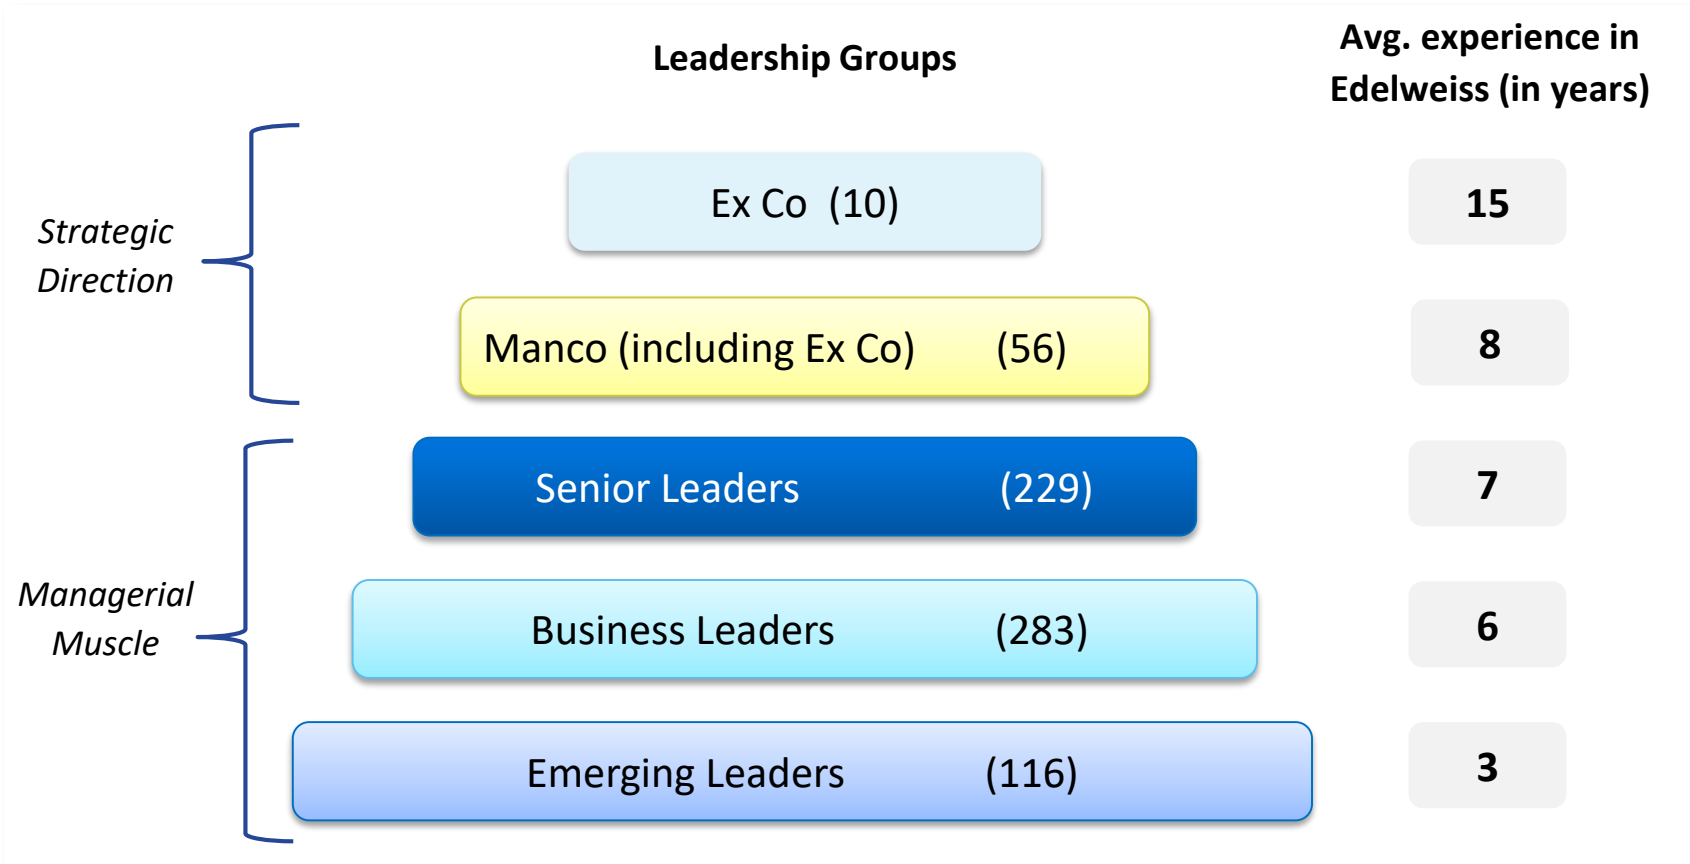 Leadership Groups
Avg. experience in
Edelweiss (in years)
Strategic
Direction
Ex Co (10)
15
Manco (including Ex Co) (56)
8
Managerial
Muscle
Senior Leaders (229)
7
Business Leaders (283)
6
Emerging Leaders (116)
3